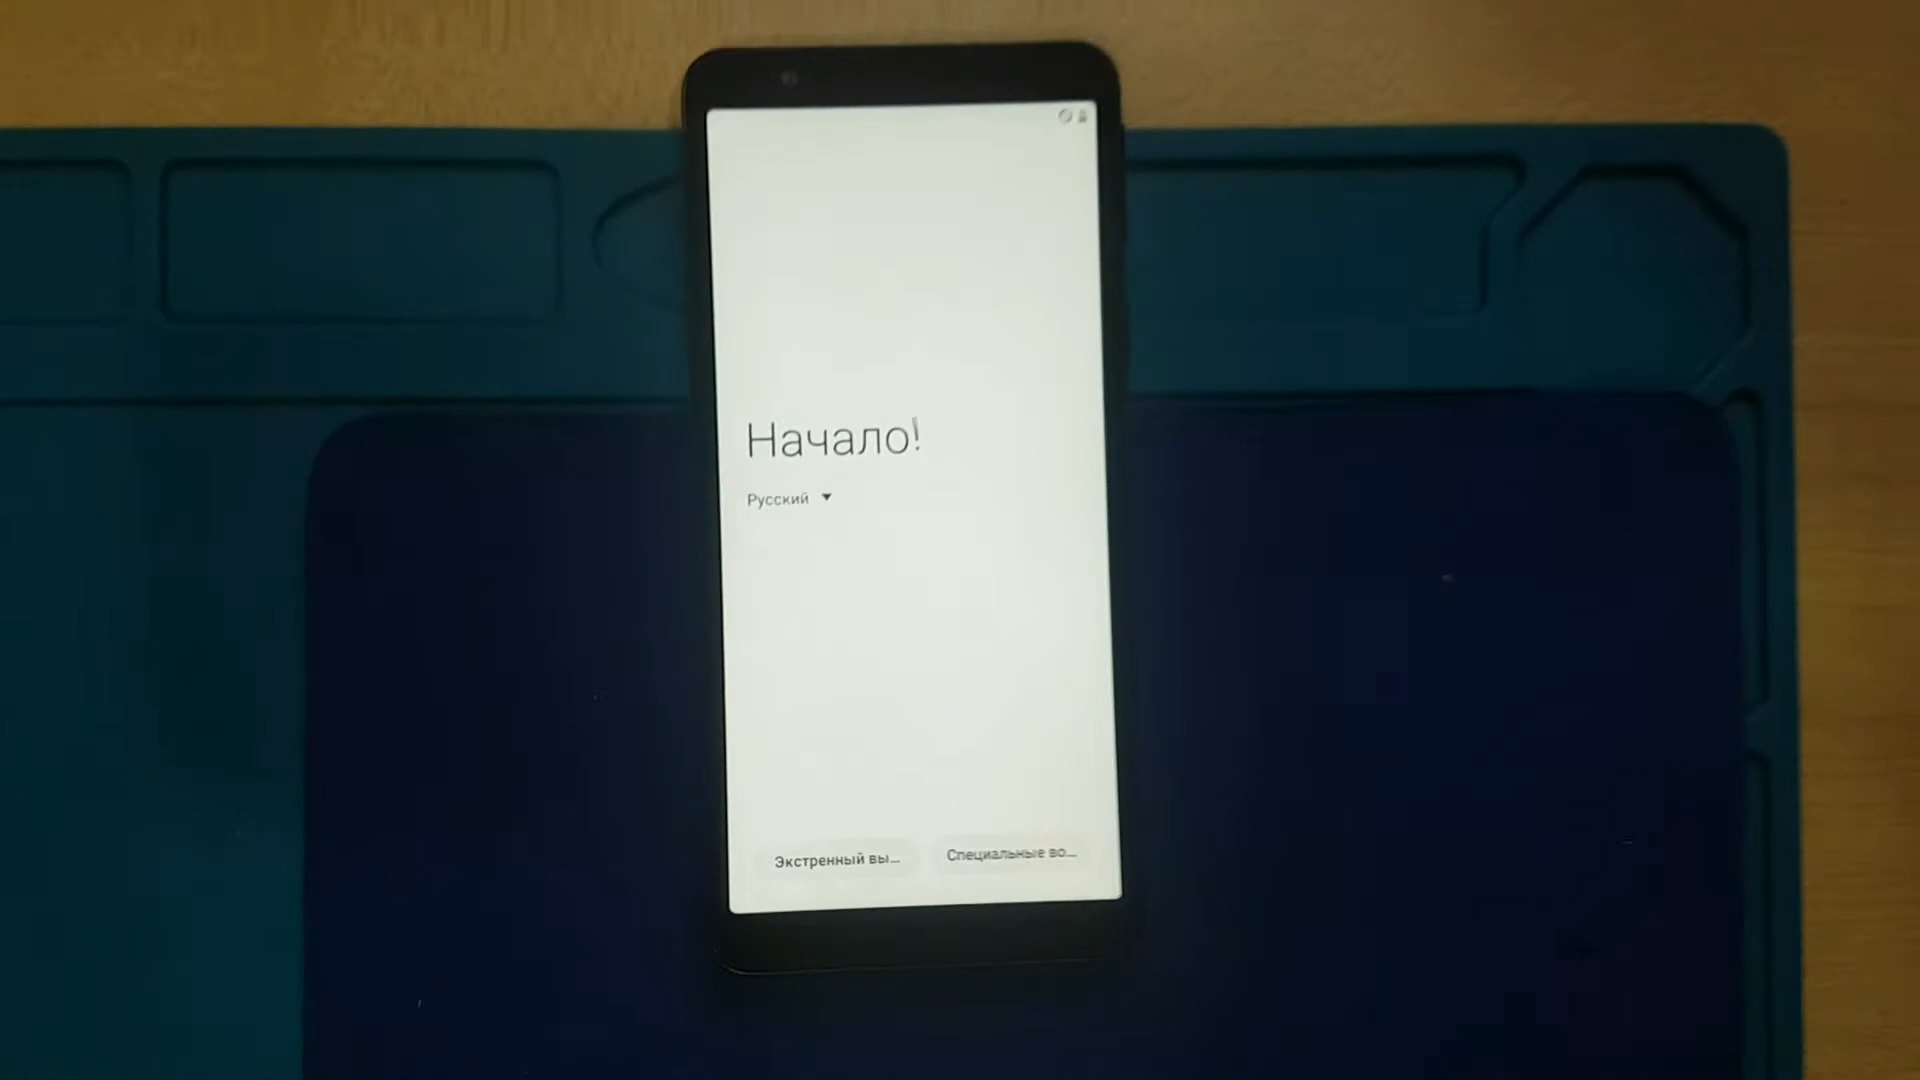 Начало!
Русский
Экстренный вы...
Специальные во...